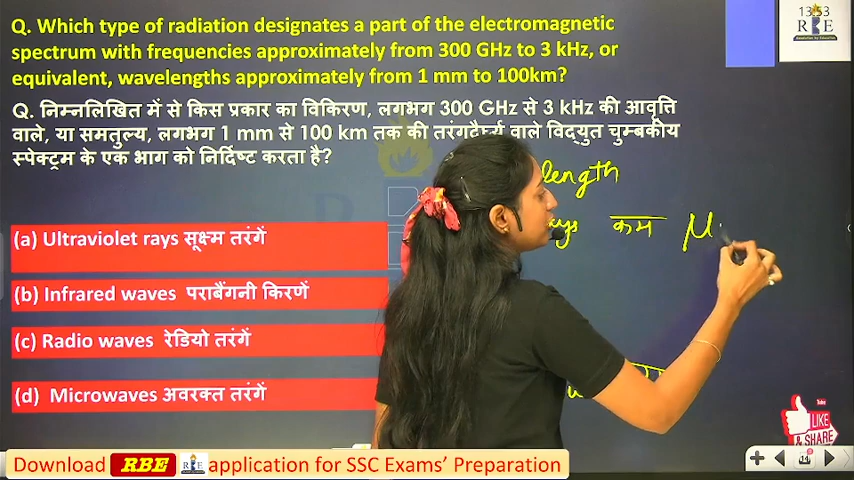 Q. Which type of radiation designates a part of the electromagnetic
spectrum with frequencies approximately from 300 GHz to 3 kHz, or
equivalent, wavelengths approximately from 1 mm to 100km?
Q. निम्नलिखित में से किस प्रकार का विकिरण, लगभग 300 GHz से 3 kHz की आवृत्ति
वाले, या समतुल्य, लगभग 1 mm से 100 km तक की तरंगदैर्घ्य वाले विद्युत चुम्बकीय
स्पेक्ट्रम के एक भाग को निर्दिष्ट करता है?
(a) Ultraviolet rays सूक्ष्म तरंगें
(b) Infrared waves पराबैंगनी किरणें
(c) Radio waves रेडियो तरंगें
(d) Microwaves अवरक्त तरंगें
length
कम
13:53
RBE
LIKE
& SHARE
14
Download RBE RBE application for SSC Exams' Preparation